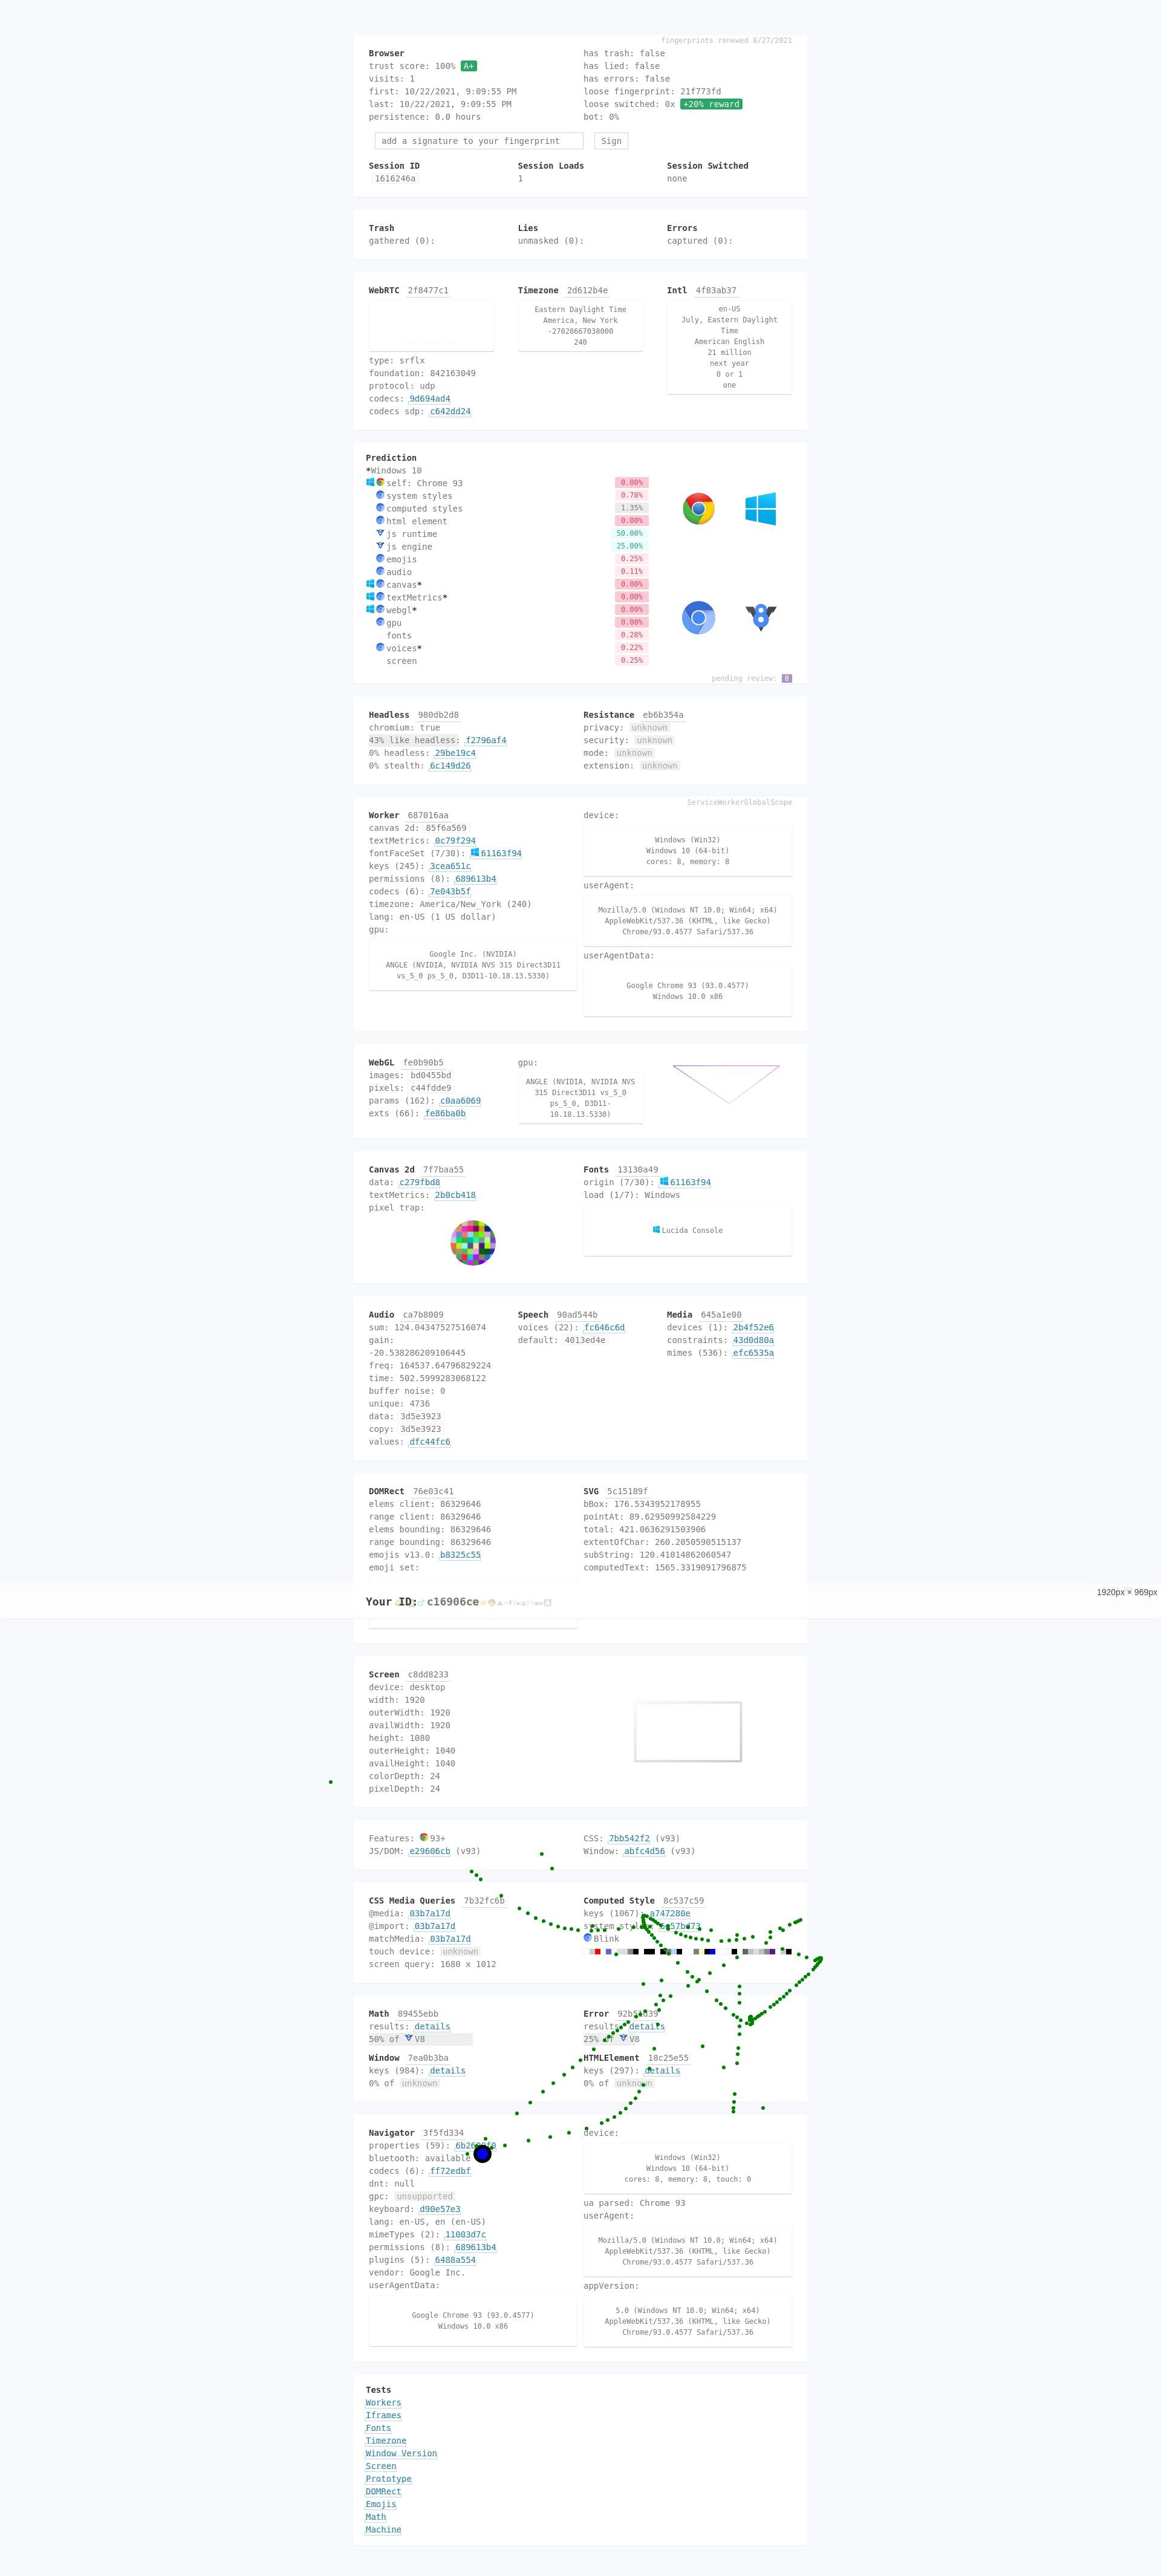 fingerprints renewed 8/27/2021
Browser
trust score: 100% A+
visits: 1
first: 10/22/2021, 9:09:55 PM
last: 10/22/2021, 9:09:55 PM
persistence: 0.0 hours
has trash: false
has lied: false
has errors: false
loose fingerprint: 21f773fd
loose switched: 0x +20% reward
bot: 0%
add a signature to your fingerprint
Sign
Session ID
1616246a
Session Loads
1
Session Switched
none
Trash
gathered (0):
Lies
unmasked (0):
Errors
captured (0):
WebRTC 2f8477c1
type: srflx
foundation: 842163049
protocol: udp
codecs: 9d694ad4
codecs sdp: c642dd24
Timezone 2d612b4e
Eastern Daylight Time
America, New York
-27028667038000
240
Intl 4f83ab37
en-US
July, Eastern Daylight
Time
American English
21 million
next year
0 or 1
one
Prediction
*Windows 10
self: Chrome 93 0.00%
system styles 0.78%
computed styles 1.35%
html element 0.00%
js runtime 50.00%
js engine 25.00%
emojis 0.25%
audio 0.11%
canvas* 0.00%
textMetrics* 0.00%
webgl* 0.00%
gpu 0.00%
fonts 0.28%
voices* 0.22%
screen 0.25%
pending review: 8
Headless 980db2d8
chromium: true
43% like headless: f2796af4
0% headless: 29be19c4
0% stealth: 6c149d26
Resistance eb6b354a
privacy: unknown
security: unknown
mode: unknown
extension: unknown
ServiceWorkerGlobalScope
Worker 687016aa
canvas 2d: 85f6a569
textMetrics: 0c79f294
fontFaceSet (7/30): 61163f94
keys (245): 3cea651c
permissions (8): 689613b4
codecs (6): 7e043b5f
timezone: America/New_York (240)
lang: en-US (1 US dollar)
gpu:
Google Inc. (NVIDIA)
ANGLE (NVIDIA, NVIDIA NVS 315 Direct3D11
vs_5_0 ps_5_0, D3D11-10.18.13.5330)
device:
Windows (Win32)
Windows 10 (64-bit)
cores: 8, memory: 8
userAgent:
Mozilla/5.0 (Windows NT 10.0; Win64; x64)
AppleWebKit/537.36 (KHTML, like Gecko)
Chrome/93.0.4577 Safari/537.36
userAgentData:
Google Chrome 93 (93.0.4577)
Windows 10.0 x86
WebGL fe0b90b5
images: bd0455bd
pixels: c44fdde9
params (162): c0aa6069
exts (66): fe86ba0b
gpu:
ANGLE (NVIDIA, NVIDIA NVS
315 Direct3D11 vs_5_0
ps_5_0, D3D11-
10.18.13.5330)
Canvas 2d 7f7baa55
data: c279fbd8
textMetrics: 2b0cb418
pixel trap:
Fonts 13130a49
origin (7/30): 61163f94
load (1/7): Windows
Lucida Console
Audio ca7b8009
sum: 124.04347527516074
gain:
-20.538286209106445
freq: 164537.64796829224
time: 502.5999283068122
buffer noise: 0
unique: 4736
data: 3d5e3923
copy: 3d5e3923
values: dfc44fc6
Speech 90ad544b
voices (22): fc646c6d
default: 4013ed4e
Media 645a1e00
devices (1): 2b4f52e6
constraints: 43d0d80a
mimes (536): efc6535a
DOMRect 76e03c41
elems client: 86329646
range client: 86329646
elems bounding: 86329646
range bounding: 86329646
emojis v13.0: b8325c55
emoji set:
SVG 5c15189f
bBox: 176.5343952178955
pointAt: 89.62950992584229
total: 421.0636291503906
extentOfChar: 260.2050590515137
subString: 120.41014862060547
computedText: 1565.3319091796875
1920px × 969px
Your ID: c16906ce
Screen c8dd8233
device: desktop
width: 1920
outerWidth: 1920
availWidth: 1920
height: 1080
outerHeight: 1040
availHeight: 1040
colorDepth: 24
pixelDepth: 24
Features: 93+
JS/DOM: e29606cb (v93)
CSS: 7bb542f2 (v93)
Window: abfc4d56 (v93)
CSS Media Queries 7b32fc6b
@media: 03b7a17d
@import: 03b7a17d
matchMedia: 03b7a17d
touch device: unknown
screen query: 1680 x 1012
Computed Style 8c537c59
keys (1067): a747280e
system styles:
Blink
Math 89455ebb
results: details
50% of V8
Error
results: details
25% of V8
Window 7ea0b3ba
keys (984): details
0% of unknown
HTMLElement 18c25e55
keys (297): details
0% of unknown
Navigator 3f5fd334
properties (59):
bluetooth: available
codecs (6): ff72edbf
dnt: null
gpc: unsupported
keyboard: d90e57e3
lang: en-US, en (en-US)
mimeTypes (2): 11003d7c
permissions (8): 689613b4
plugins (5): 6488a554
vendor: Google Inc.
userAgentData:
Google Chrome 93 (93.0.4577)
Windows 10.0 x86
device:
Windows (Win32)
Windows 10 (64-bit)
cores: 8, memory: 8, touch: 0
ua parsed: Chrome 93
userAgent:
Mozilla/5.0 (Windows NT 10.0; Win64; x64)
AppleWebKit/537.36 (KHTML, like Gecko)
Chrome/93.0.4577 Safari/537.36
appVersion:
5.0 (Windows NT 10.0; Win64; x64)
AppleWebKit/537.36 (KHTML, like Gecko)
Chrome/93.0.4577 Safari/537.36
Tests
Workers
Iframes
Fonts
Timezone
Window Version
Screen
Prototype
DOMRect
Emojis
Math
Machine